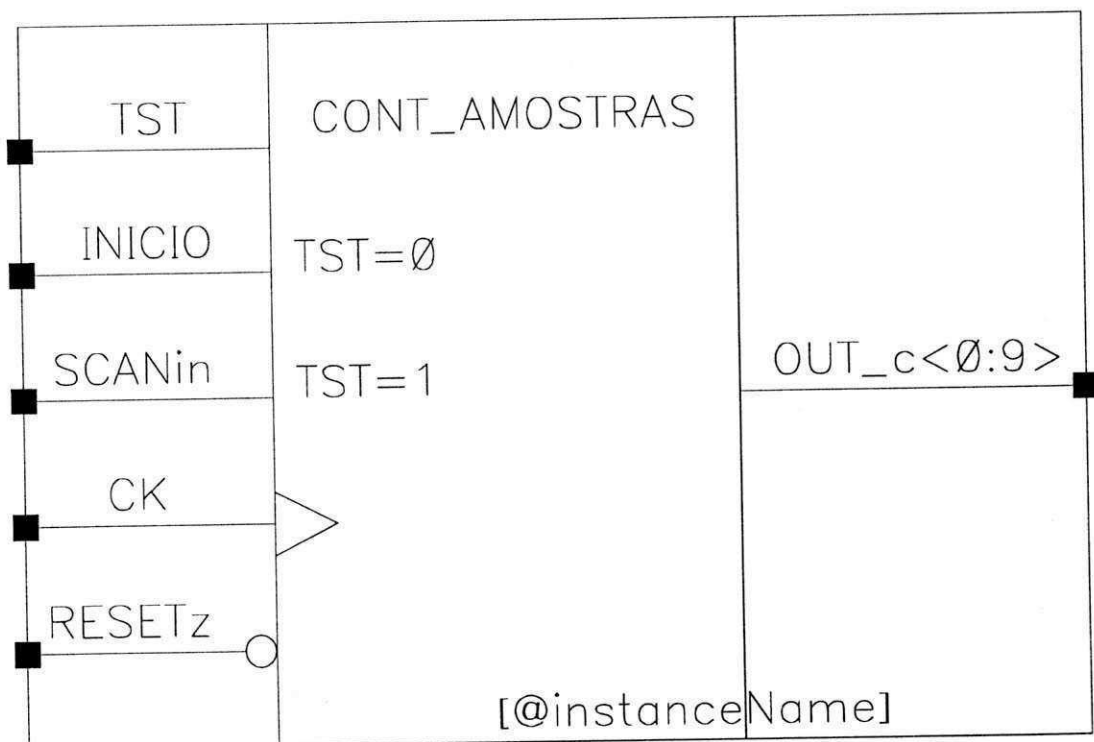 TST
CONT_AMOSTRAS
INICIO
TST=Ø
SCANin
TST=1
OUT_c<Ø:9>
CK
RESETz
[@instanceName]